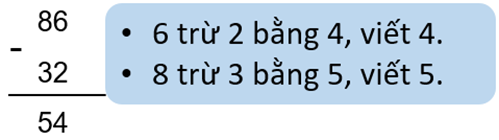 86
-
32
54
• 6 trừ 2 bằng 4, viết 4.
• 8 trừ 3 bằng 5, viết 5.